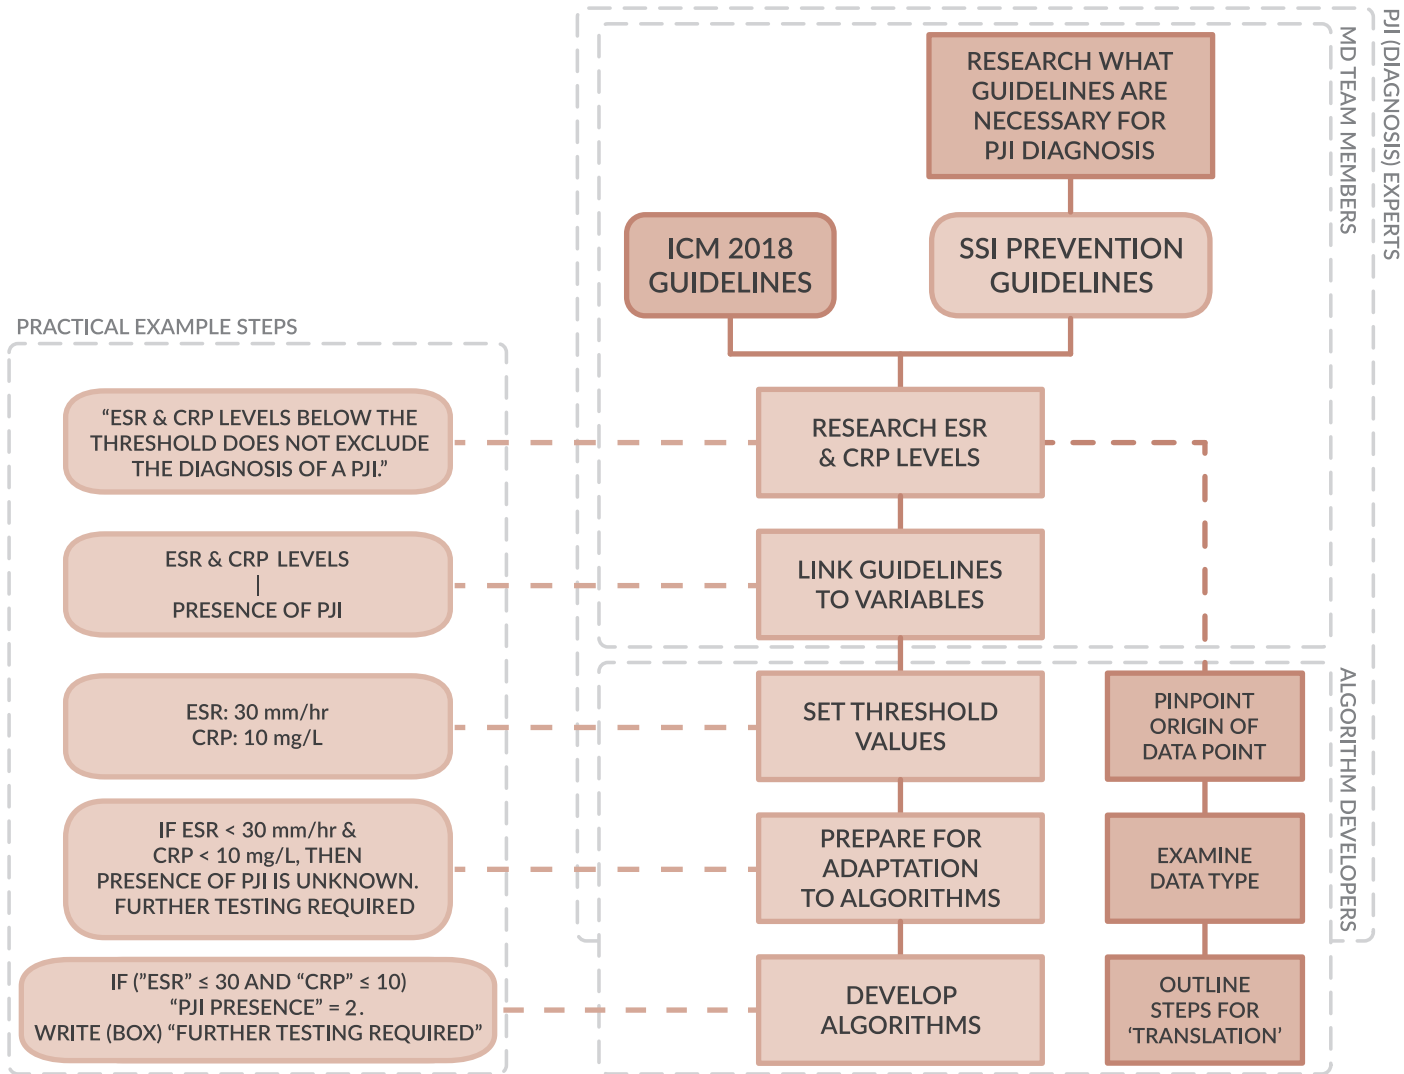 PJI (DIAGNOSIS) EXPERTS
MD TEAM MEMBERS
RESEARCH WHAT
GUIDELINES ARE
NECESSARY FOR
PJI DIAGNOSIS
ICM 2018
GUIDELINES
SSI PREVENTION
GUIDELINES
PRACTICAL EXAMPLE STEPS
“ESR & CRP LEVELS BELOW THE
THRESHOLD DOES NOT EXCLUDE
THE DIAGNOSIS OF A PJI.”
RESEARCH ESR
& CRP LEVELS
ESR & CRP LEVELS
|
PRESENCE OF PJI
LINK GUIDELINES
TO VARIABLES
ALGORITHM DEVELOPERS
ESR: 30 mm/hr
CRP: 10 mg/L
SET THRESHOLD
VALUES
PINPOINT
ORIGIN OF
DATA POINT
IF ESR < 30 mm/hr &
CRP < 10 mg/L, THEN
PRESENCE OF PJI IS UNKNOWN.
FURTHER TESTING REQUIRED
PREPARE FOR
ADAPTATION
TO ALGORITHMS
EXAMINE
DATA TYPE
IF (”ESR” ≤ 30 AND “CRP” ≤ 10)
“PJI PRESENCE” = 2.
WRITE (BOX) “FURTHER TESTING REQUIRED”
DEVELOP
ALGORITHMS
OUTLINE
STEPS FOR
‘TRANSLATION’